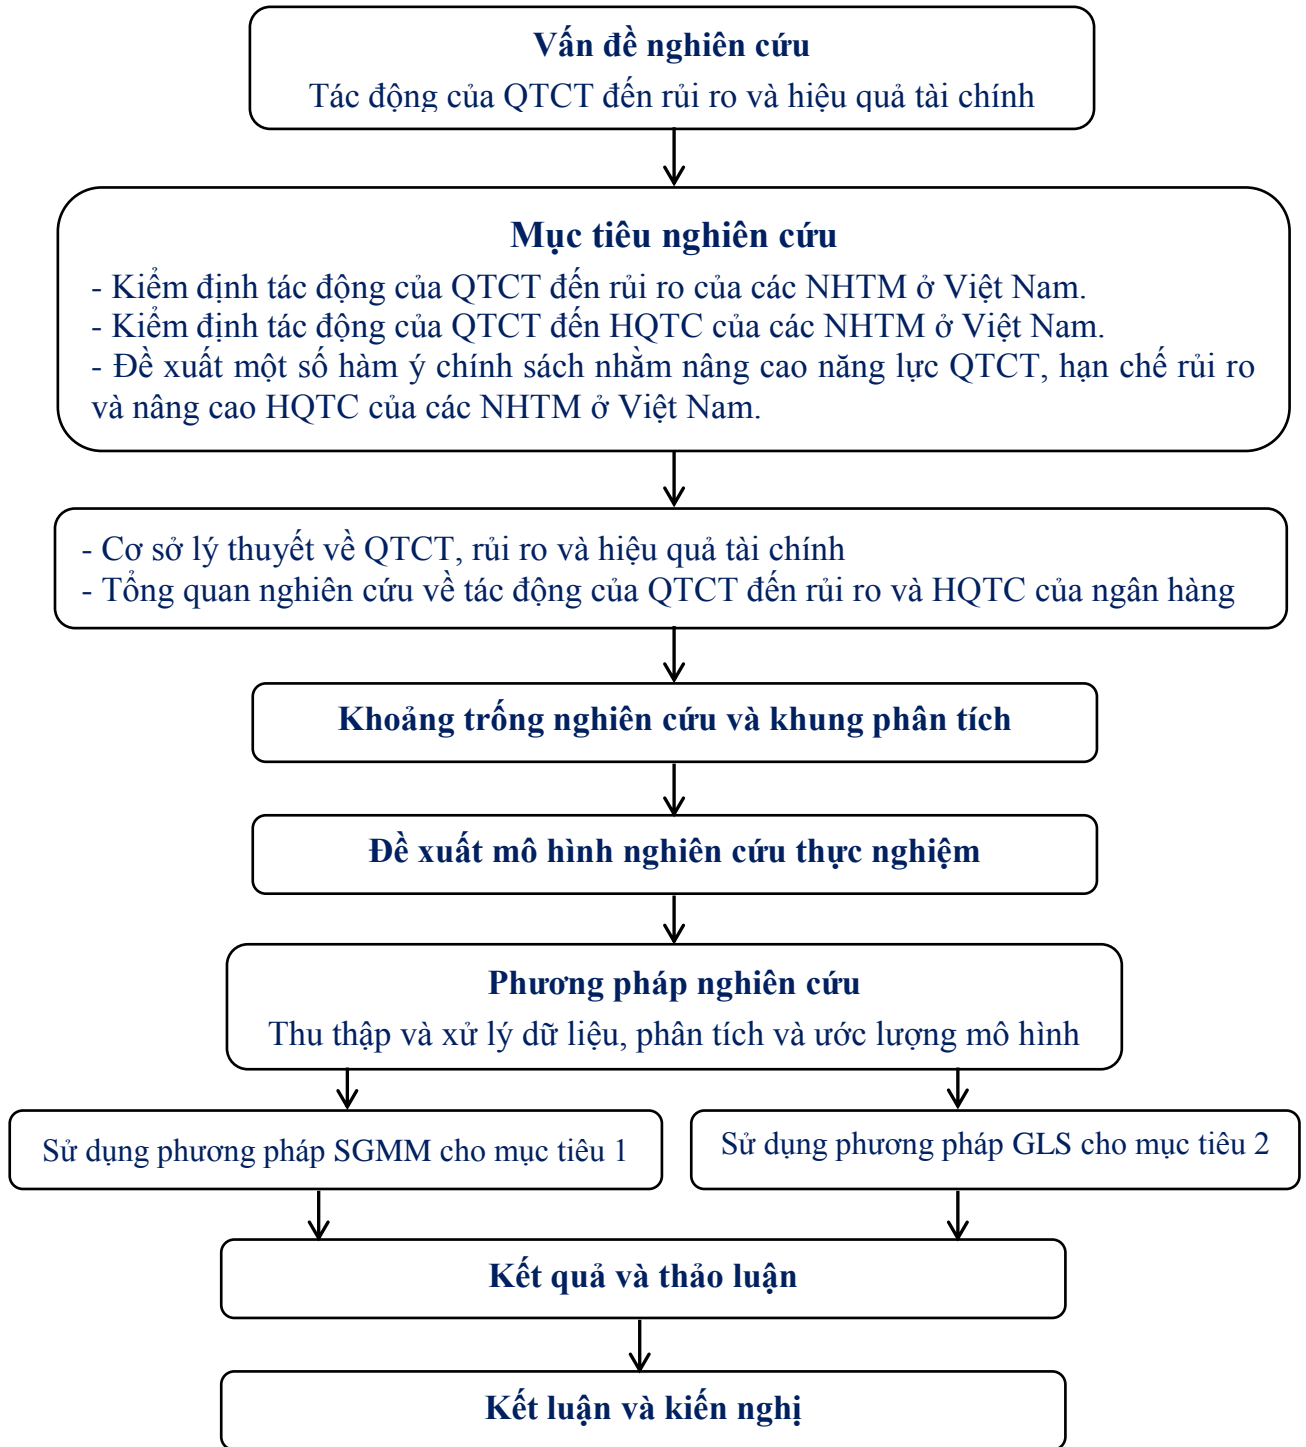 Vấn đề nghiên cứu
Tác động của QTCT đến rủi ro và hiệu quả tài chính
Mục tiêu nghiên cứu
- Kiểm định tác động của QTCT đến rủi ro của các NHTM ở Việt Nam.
- Kiểm định tác động của QTCT đến HQTC của các NHTM ở Việt Nam.
- Đề xuất một số hàm ý chính sách nhằm nâng cao năng lực QTCT, hạn chế rủi ro
và nâng cao HQTC của các NHTM ở Việt Nam.
- Cơ sở lý thuyết về QTCT, rủi ro và hiệu quả tài chính
- Tổng quan nghiên cứu về tác động của QTCT đến rủi ro và HQTC của ngân hàng
Khoảng trống nghiên cứu và khung phân tích
Đề xuất mô hình nghiên cứu thực nghiệm
Phương pháp nghiên cứu
Thu thập và xử lý dữ liệu, phân tích và ước lượng mô hình
Sử dụng phương pháp SGMM cho mục tiêu 1
Sử dụng phương pháp GLS cho mục tiêu 2
Kết quả và thảo luận
Kết luận và kiến nghị